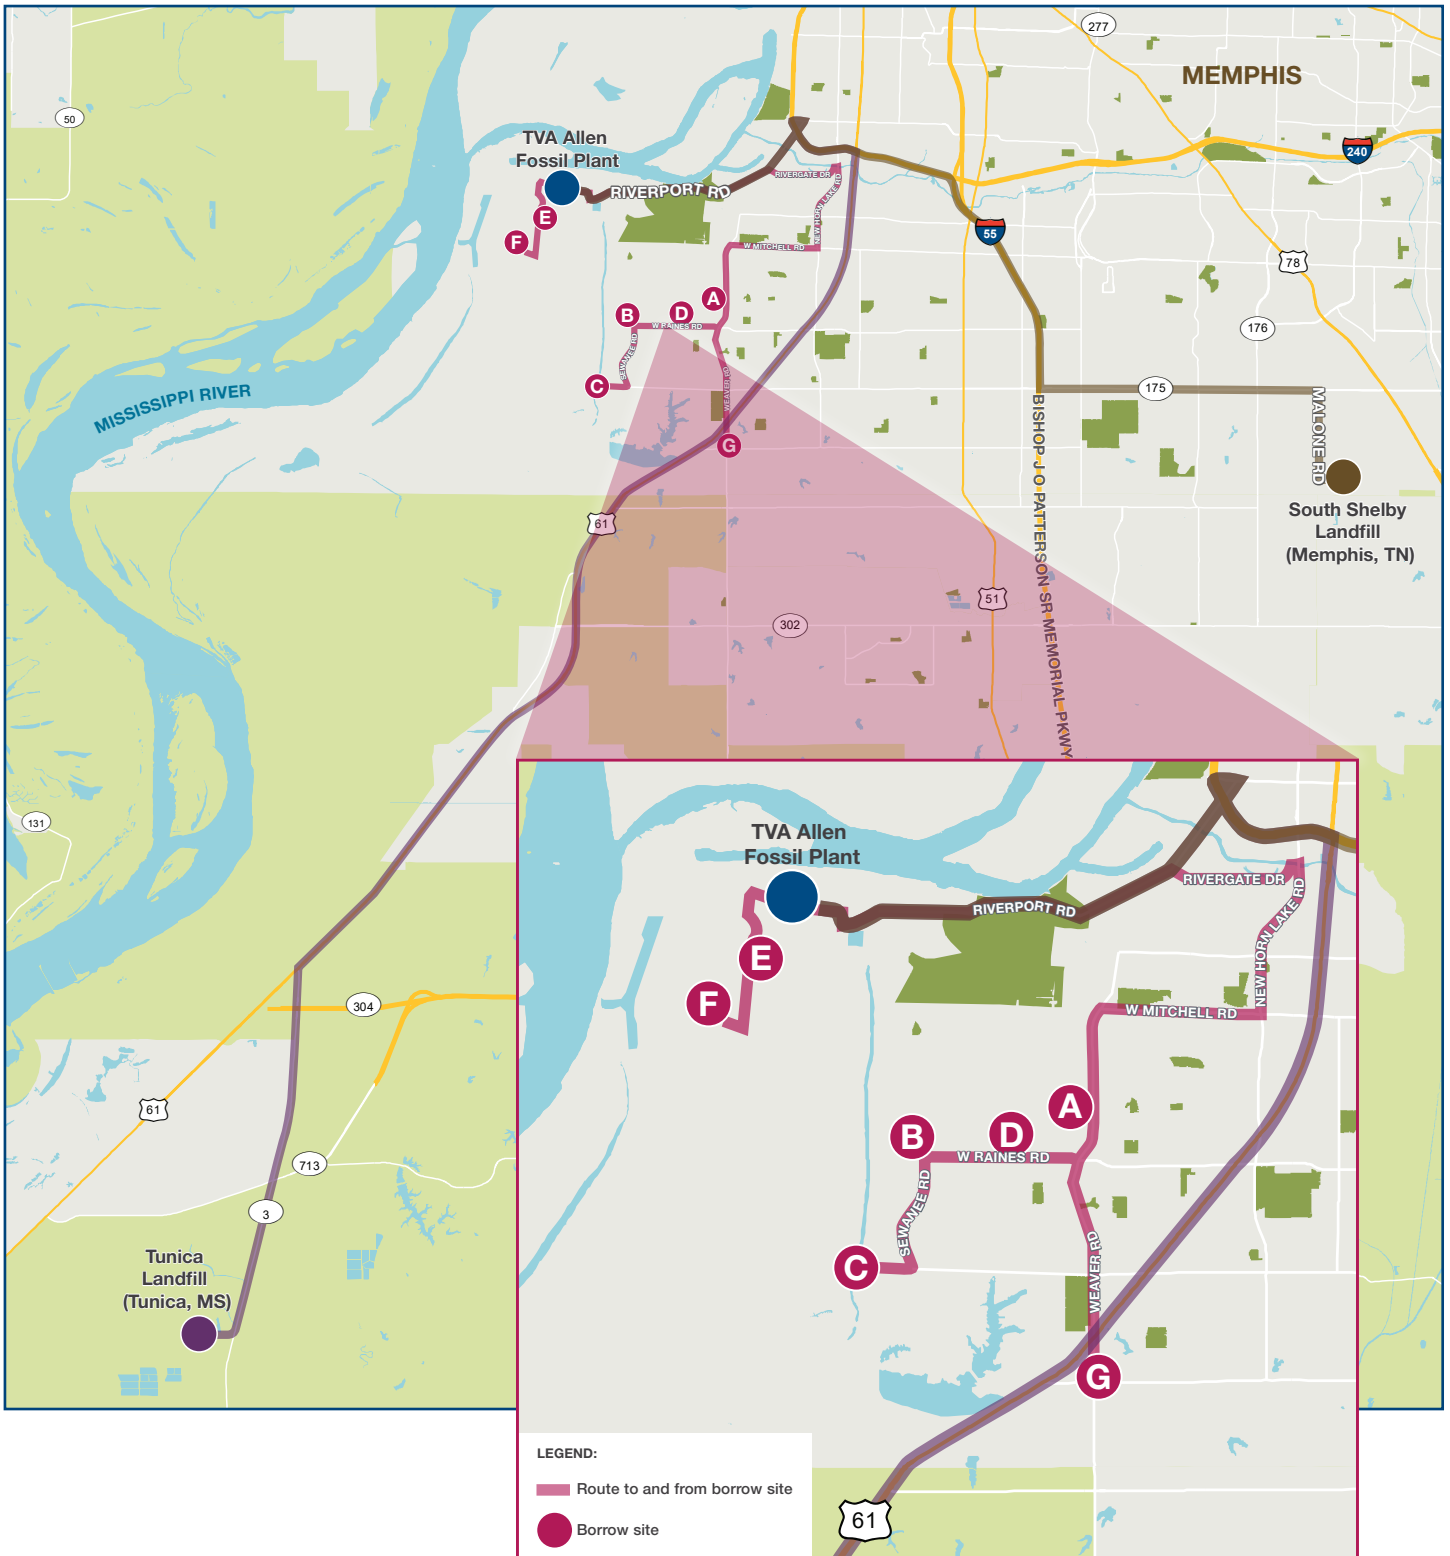 277
MEMPHIS
50
TVA Allen
Fossil Plant
240
RIVERPORT RD
RIVERGATE DR
NEW HORN LAKE RD
E
F
55
W MITCHELL RD
78
A
B
D
W RAINES RD
176
SEWANEE RD
C
175
WEAVER RD
MALONE RD
MISSISSIPPI RIVER
G
BISHOP J O PATTERSON SR MEMORIAL PKWY
South Shelby
Landfill
(Memphis, TN)
61
51
302
131
TVA Allen
Fossil Plant
RIVERGATE DR
RIVERPORT RD
NEW HORN LAKE RD
E
F
W MITCHELL RD
304
61
A
B
D
W RAINES RD
713
3
SEWANEE RD
C
WEAVER RD
Tunica
Landfill
(Tunica, MS)
G
LEGEND:
Route to and from borrow site
Borrow site
61